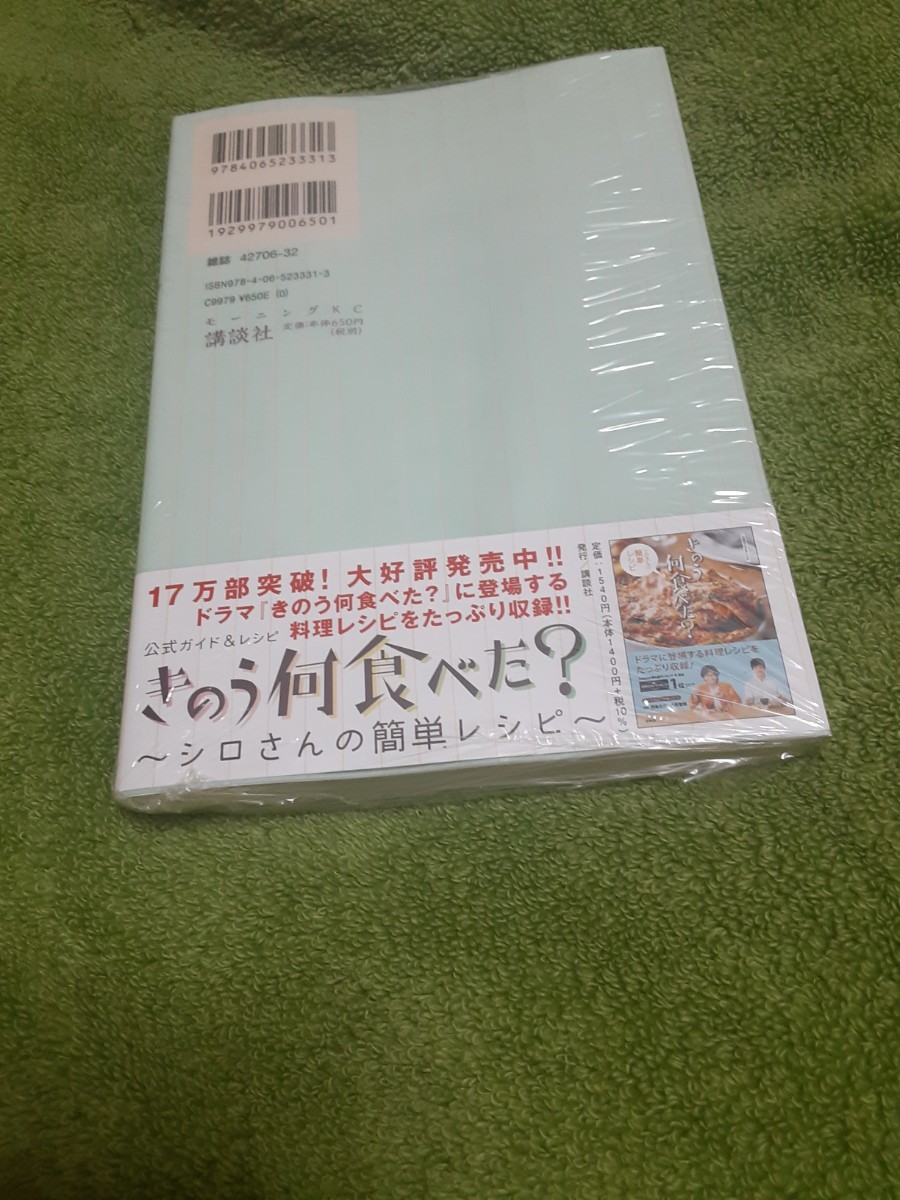 9784065233313
1929979006501
雑誌 42706-32
ISBN978-4-06-523331-3
C9979 ¥650E (0)
モーニングKC
講談社 定価:本体650円
(税別)
17万部突破! 大好評発売中!!
ドラマ『きのう何食べた?』に登場する
料理レシピをたっぷり収録!!
公式ガイド&レシピ
きのう何食べた?
〜シロさんの簡単レシピ〜
定価:1540円(本体1400円+税10%)
発行/講談社
きのう
何食べた?
簡単
レシピ
ドラマに登場する料理レシピを
たっぷり収録!
1位